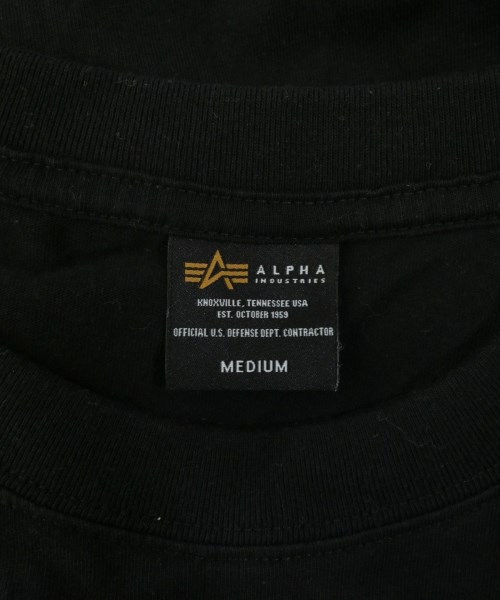 ALPHA
INDUSTRIES
KNOXVILLE, TENNESSEE USA
EST. OCTOBER 1959
OFFICIAL U.S. DEFENSE DEPT. CONTRACTOR
MEDIUM